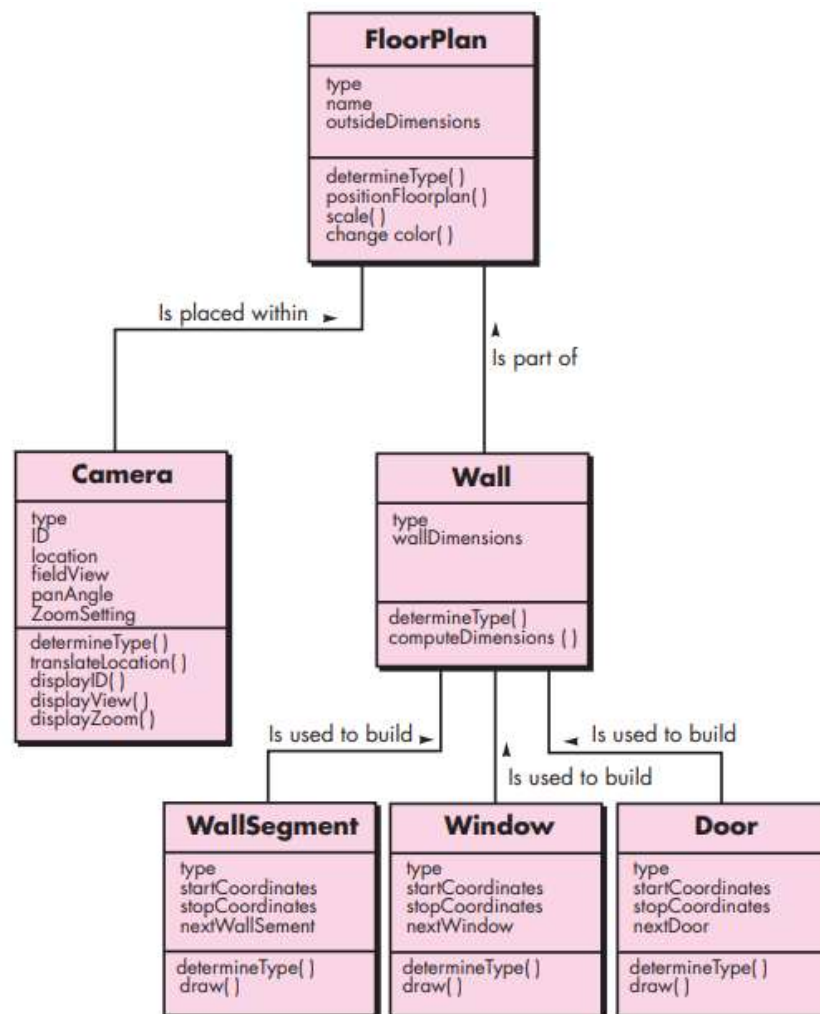 FloorPlan
type
name
outsideDimensions
determineType( )
positionFloorplan( )
scale( )
change color( )
Is placed within
Is part of
Camera
type
ID
location
fieldView
panAngle
ZoomSetting
determineType( )
translateLocation( )
displayID( )
displayView( )
displayZoom( )
Wall
type
wallDimensions
determineType( )
computeDimensions ( )
Is used to build
Is used to build
Is used to build
WallSegment
type
startCoordinates
stopCoordinates
nextWallSement
determineType( )
draw( )
Window
type
startCoordinates
stopCoordinates
nextWindow
determineType( )
draw( )
Door
type
startCoordinates
stopCoordinates
nextDoor
determineType( )
draw( )